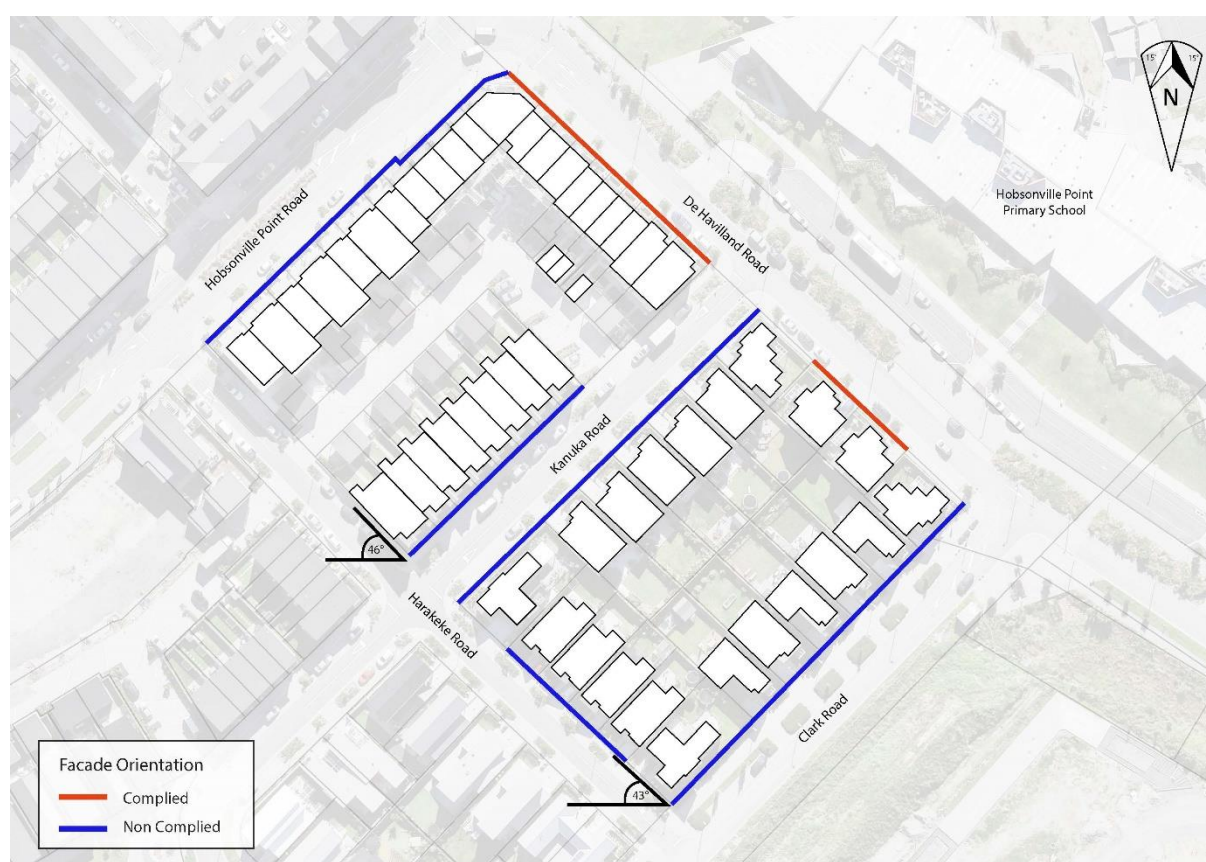 15°
15°
N
Hobsonville Point
Primary School
Hobsonville Point Road
De Havilland Road
Kanuka Road
46°
Harakeke Road
Clark Road
43°
Facade Orientation
Complied
Non Complied